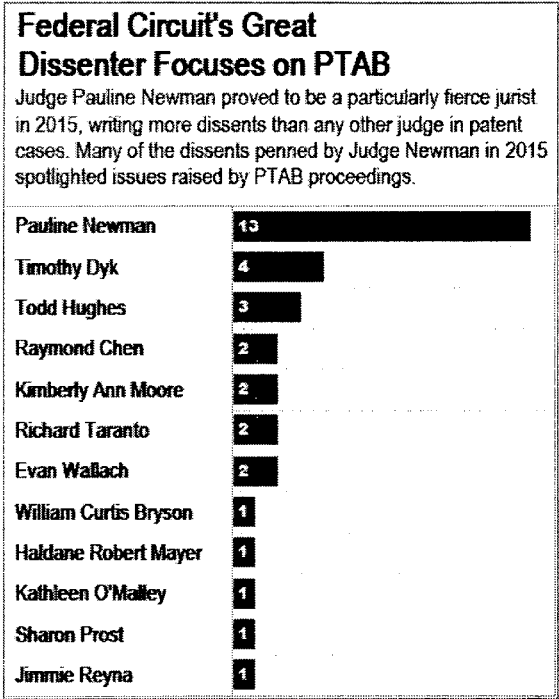 Federal Circuit's Great
Dissenter Focuses on PTAB
Judge Pauline Newman proved to be a particularly fierce jurist
in 2015, writing more dissents than any other judge in patent
cases. Many of the dissents penned by Judge Newman in 2015
spotlighted issues raised by PTAB proceedings.
Pauline Newman 13
Timothy Dyk 4
Todd Hughes 3
Raymond Chen 2
Kimberly Ann Moore 2
Richard Taranto 2
Evan Wallach 2
William Curtis Bryson 1
Haldane Robert Mayer 1
Kathleen O'Malley 1
Sharon Prost 1
Jimmie Reyna 1